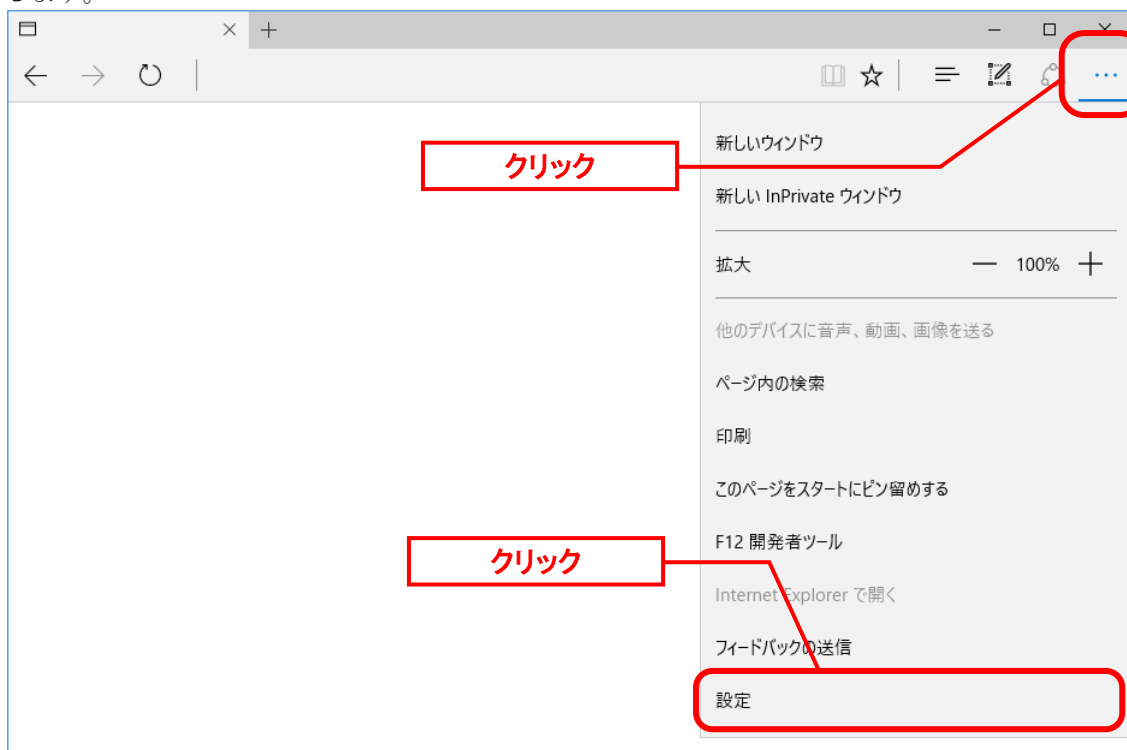 します。
クリック
新しいウィンドウ
新しい InPrivate ウィンドウ
拡大 100%
他のデバイスに音声、動画、画像を送る
ページ内の検索
印刷
このページをスタートにピン留めする
F12 開発者ツール
クリック
Internet Explorer で開く
フィードバックの送信
設定